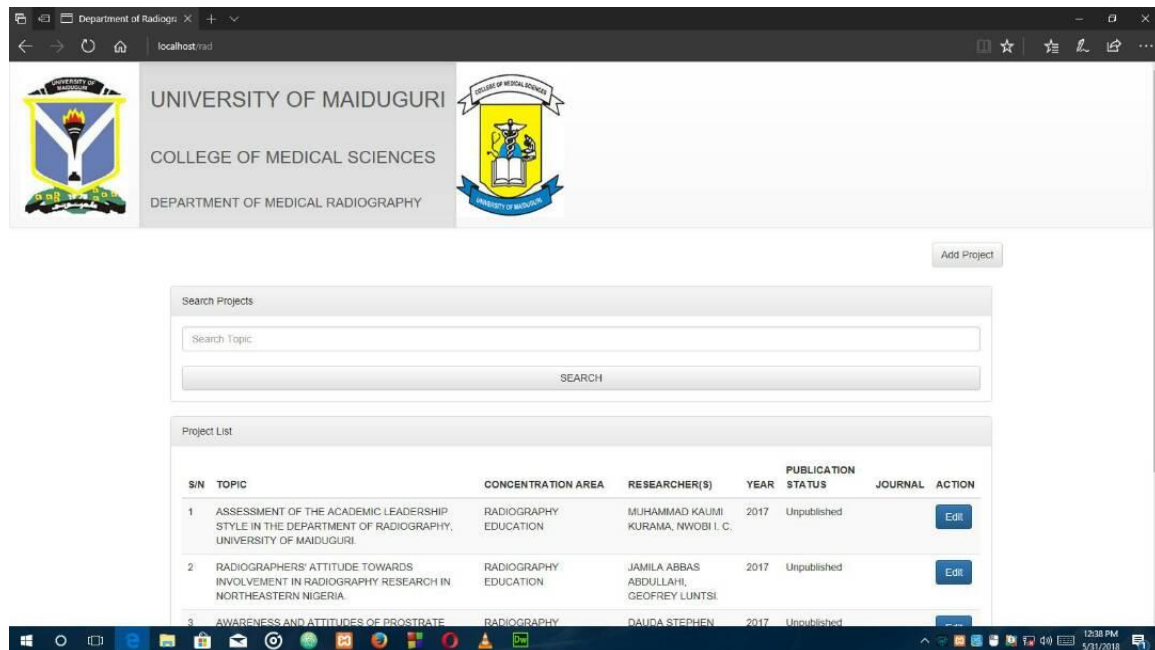 Department of Radiogra
localhost/rad
UNIVERSITY OF MAIDUGURI
UNIVERSITY OF MAIDUGURI
COLLEGE OF MEDICAL SCIENCES
DEPARTMENT OF MEDICAL RADIOGRAPHY
COLLEGE OF MEDICAL SCIENCES
UNIVERSITY OF MAIDUGURI
Add Project
Search Projects
Search Topic
SEARCH
Project List
S/N TOPIC CONCENTRATION AREA RESEARCHER(S) YEAR PUBLICATION STATUS JOURNAL ACTION
1 ASSESSMENT OF THE ACADEMIC LEADERSHIP RADIOGRAPHY MUHAMMAD KAUMI 2017 Unpublished Edit
STYLE IN THE DEPARTMENT OF RADIOGRAPHY, EDUCATION KURAMA, NWOBI I. C.
UNIVERSITY OF MAIDUGURI.
2 RADIOGRAPHERS' ATTITUDE TOWARDS RADIOGRAPHY JAMILA ABBAS 2017 Unpublished Edit
INVOLVEMENT IN RADIOGRAPHY RESEARCH IN EDUCATION ABDULLAHI,
NORTHEASTERN NIGERIA. GEOFREY LUNTSI.
3 AWARENESS AND ATTITUDES OF PROSTRATE RADIOGRAPHY DAUDA STEPHEN 2017 Unpublished Edit
Dw
12:38 PM
5/31/2018